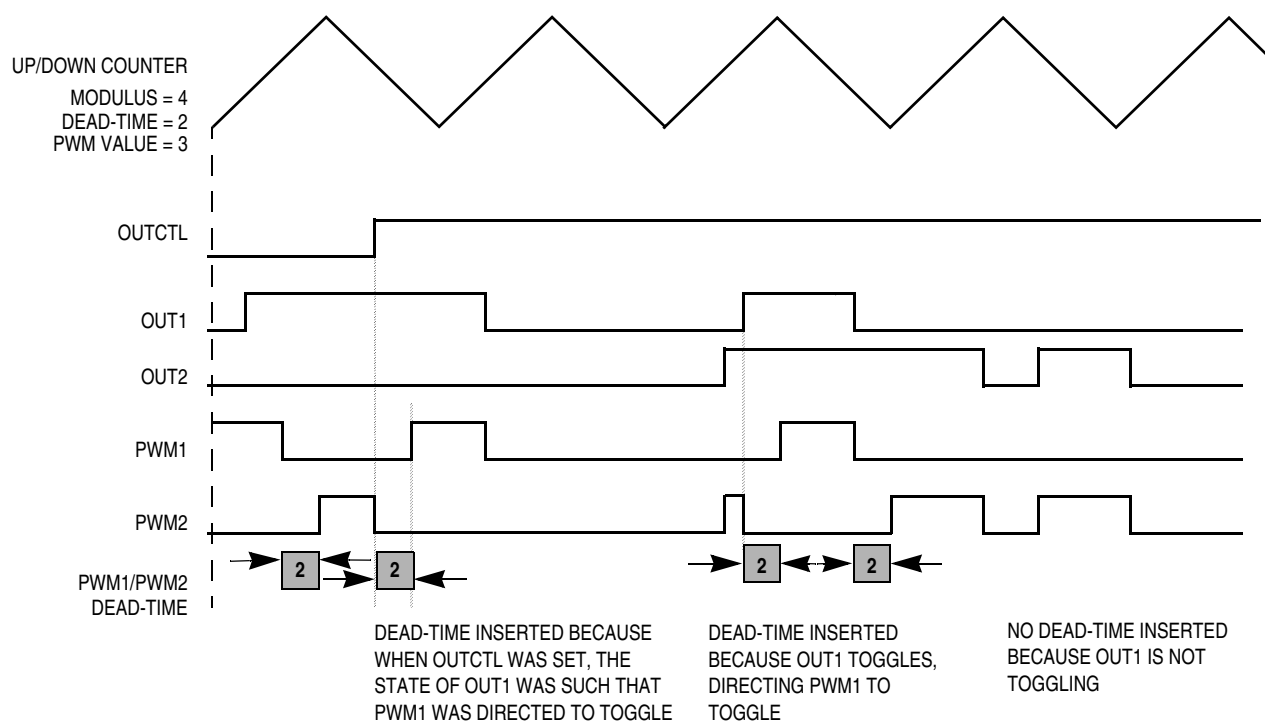 UP/DOWN COUNTER
MODULUS = 4
DEAD-TIME = 2
PWM VALUE = 3
OUTCTL
OUT1
OUT2
PWM1
PWM2
PWM1/PWM2
DEAD-TIME
2
2
2
2
DEAD-TIME INSERTED BECAUSE
WHEN OUTCTL WAS SET, THE
STATE OF OUT1 WAS SUCH THAT
PWM1 WAS DIRECTED TO TOGGLE
DEAD-TIME INSERTED
BECAUSE OUT1 TOGGLES,
DIRECTING PWM1 TO
TOGGLE
NO DEAD-TIME INSERTED
BECAUSE OUT1 IS NOT
TOGGLING